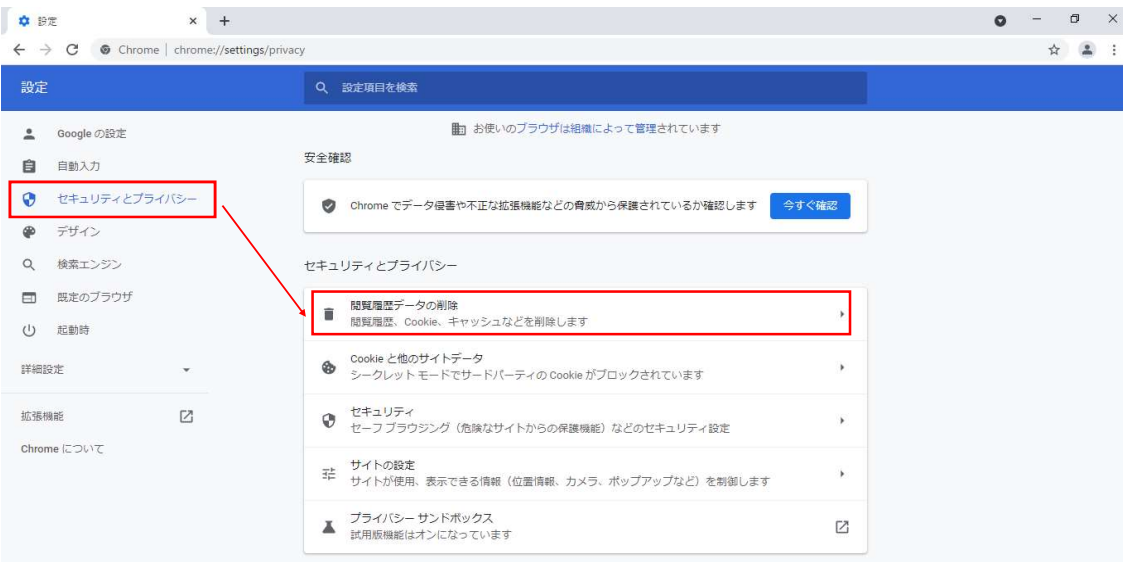 設定
Chrome | chrome://settings/privacy
設定
設定項目を検索
Google の設定
自動入力
セキュリティとプライバシー
デザイン
検索エンジン
既定のブラウザ
起動時
詳細設定
拡張機能
Chrome について
お使いのブラウザは組織によって管理されています
安全確認
Chrome でデータ侵害や不正な拡張機能などの脅威から保護されているか確認します
今すぐ確認
セキュリティとプライバシー
閲覧履歴データの削除
閲覧履歴、Cookie、キャッシュなどを削除します
Cookie と他のサイトデータ
シークレット モードでサードパーティの Cookie がブロックされています
セキュリティ
セーフ ブラウジング（危険なサイトからの保護機能）などのセキュリティ設定
サイトの設定
サイトが使用、表示できる情報（位置情報、カメラ、ポップアップなど）を制御します
プライバシー サンドボックス
試用版機能はオンになっています